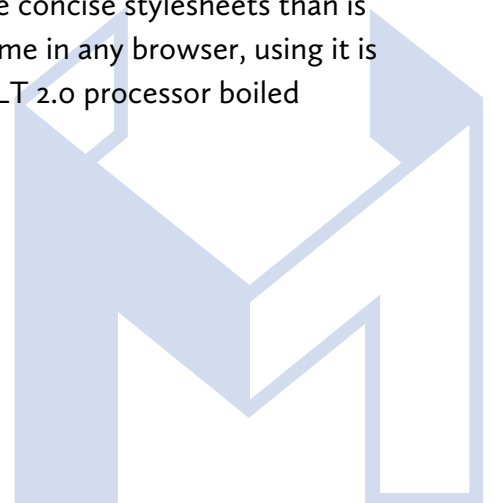 e concise stylesheets than is
me in any browser, using it is
LT 2.0 processor boiled